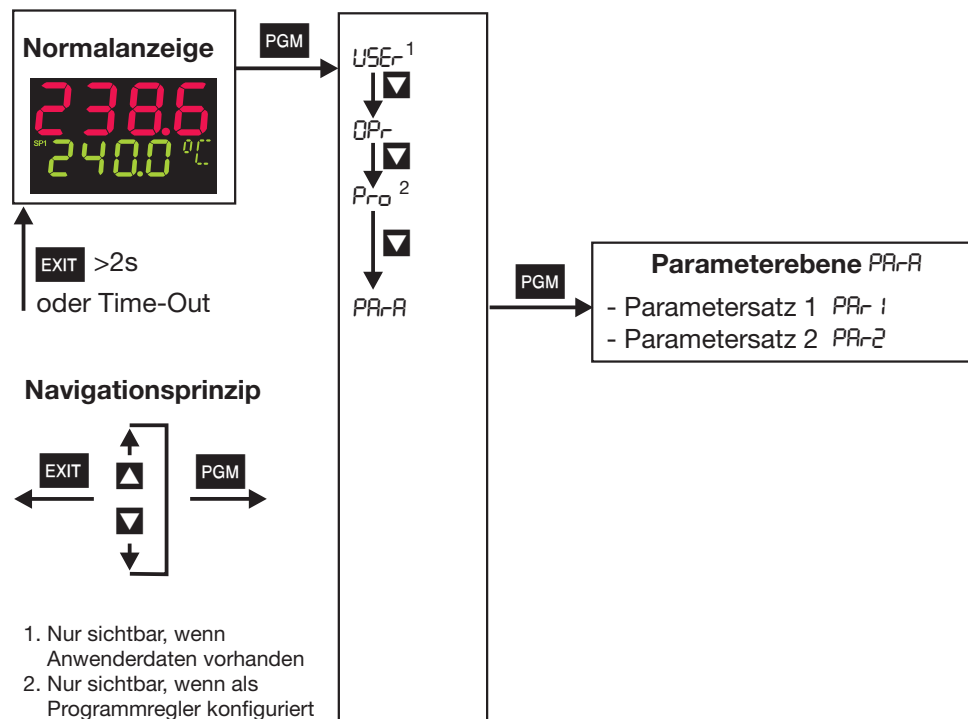 Normalanzeige
238.6
SP1 240.0 °C
EXIT >2s
oder Time-Out
PGM
USEr 1
OPr
Pro 2
PArA
PGM
Parameterebene PArA
- Parametersatz 1 PAr1
- Parametersatz 2 PAr2
Navigationsprinzip
EXIT
PGM
1. Nur sichtbar, wenn
Anwenderdaten vorhanden
2. Nur sichtbar, wenn als
Programmregler konfiguriert